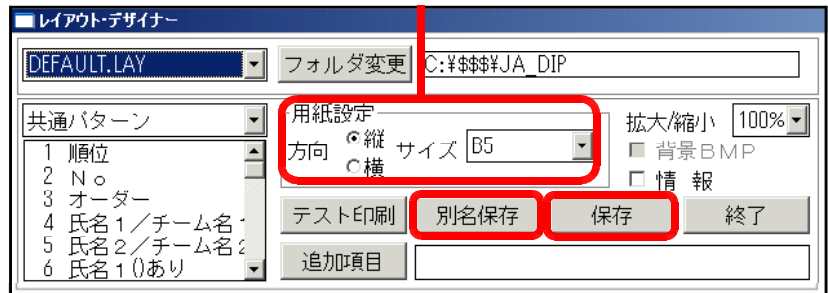 レイアウト・デザイナー
DEFAULT.LAY
フォルダ変更
C:¥$$$¥JA_DIP
共通パターン
1 順位
2 No
3 オーダー
4 氏名1／チーム名1
5 氏名2／チーム名2
6 氏名1()あり
用紙設定
方向
縦
横
サイズ
B5
拡大/縮小
100%
背景BMP
情 報
テスト印刷
別名保存
保存
終了
追加項目